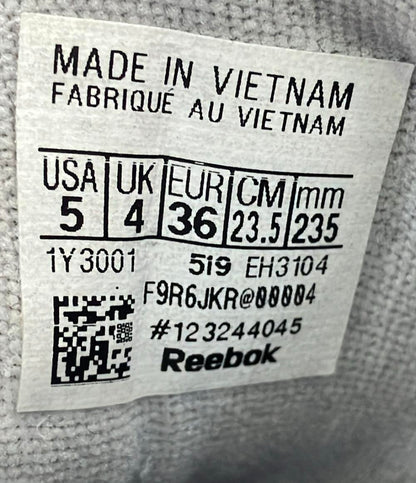 MADE IN VIETNAM
FABRIQUÉ AU VIETNAM
USA UK EUR CM mm
5 4 36 23.5 235
1Y3001 5i9 EH3104
F9R6JKR@00004
#123244045
Reebok